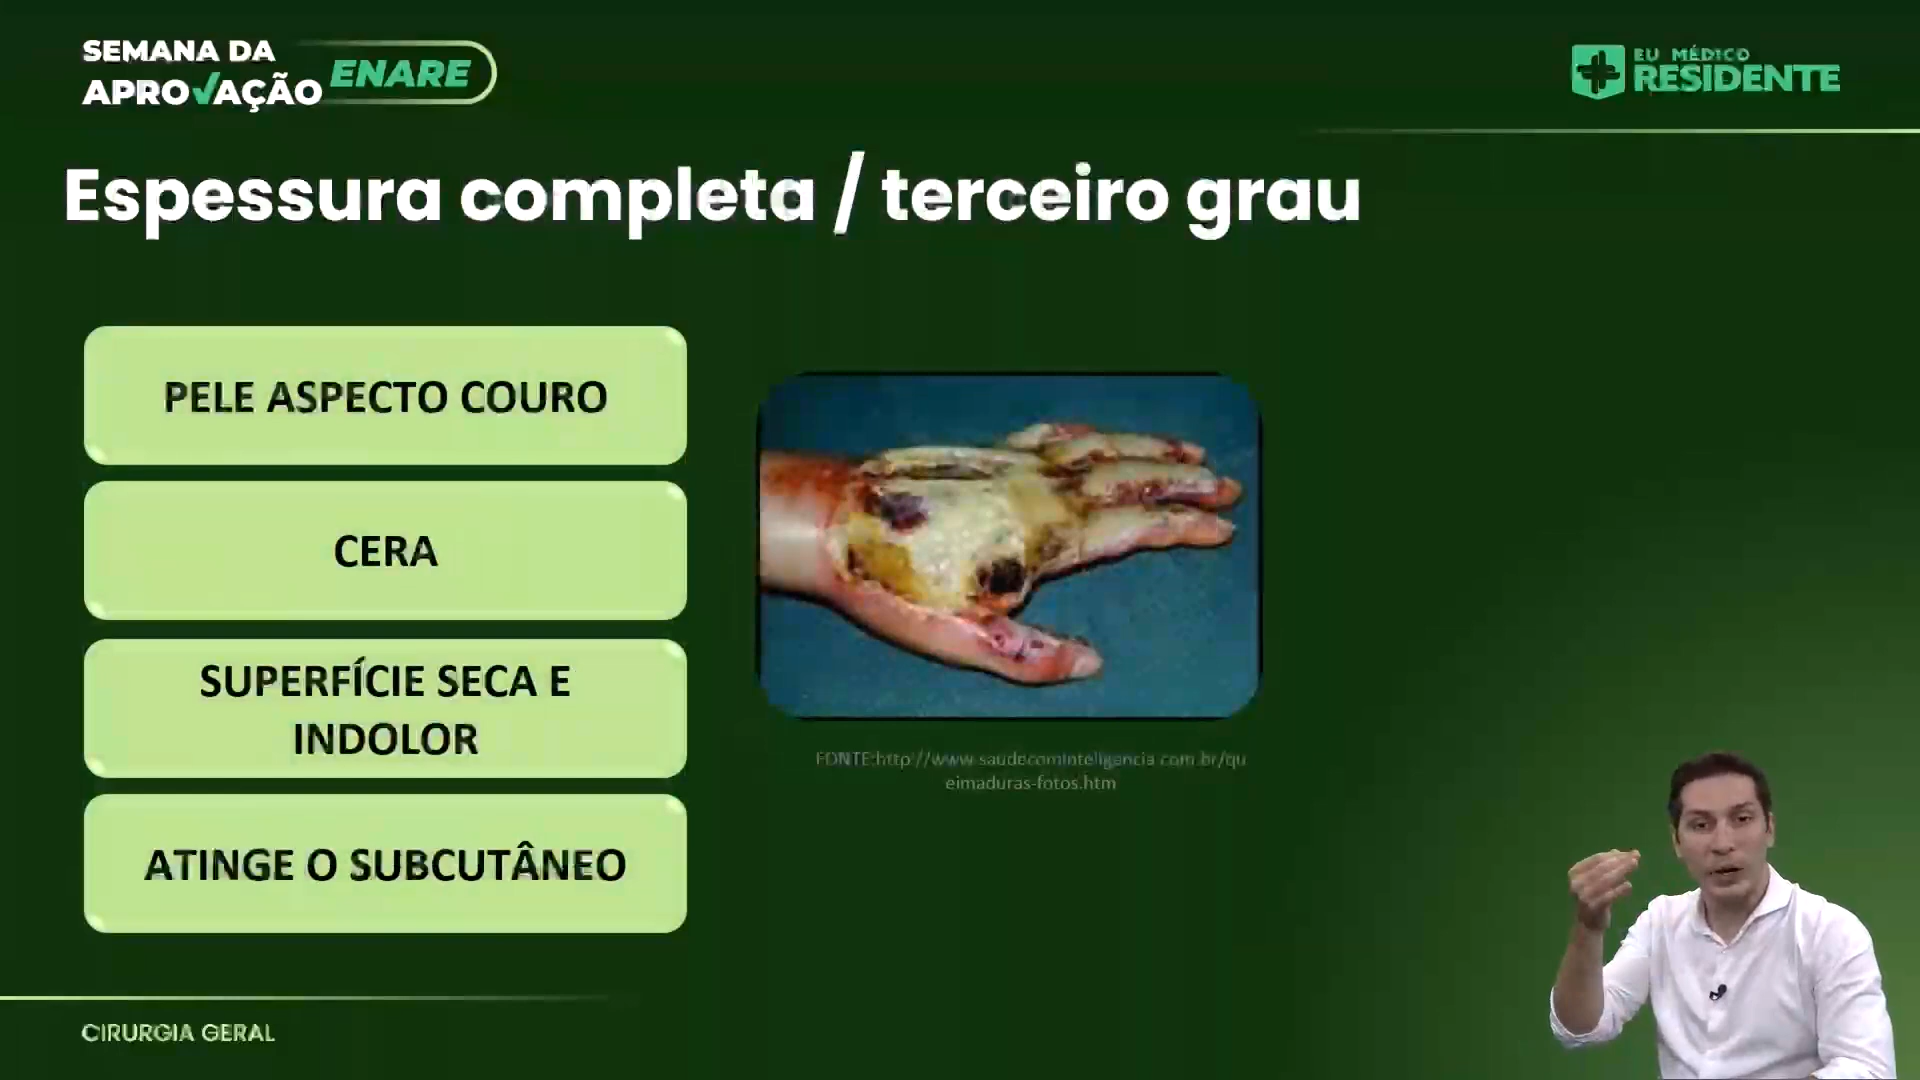 SEMANA DA
APROVAÇÃO ENARE
EU MÉDICO
RESIDENTE
Espessura completa / terceiro grau
PELE ASPECTO COURO
CERA
SUPERFÍCIE SECA E
INDOLOR
ATINGE O SUBCUTÂNEO
FONTE:http://www.saudecominteligencia.com.br/qu
eimaduras-fotos.htm
CIRURGIA GERAL